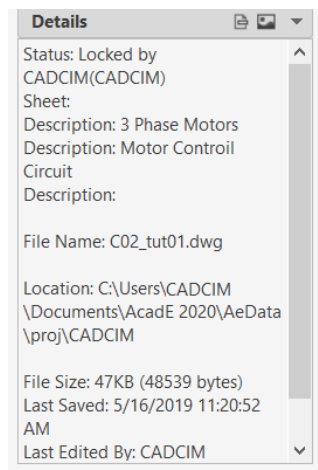 Details
Status: Locked by
CADCIM(CADCIM)
Sheet:
Description: 3 Phase Motors
Description: Motor Controil
Circuit
Description:
File Name: C02_tut01.dwg
Location: C:\Users\CADCIM
\Documents\AcadE 2020\AeData
\proj\CADCIM
File Size: 47KB (48539 bytes)
Last Saved: 5/16/2019 11:20:52
AM
Last Edited By: CADCIM